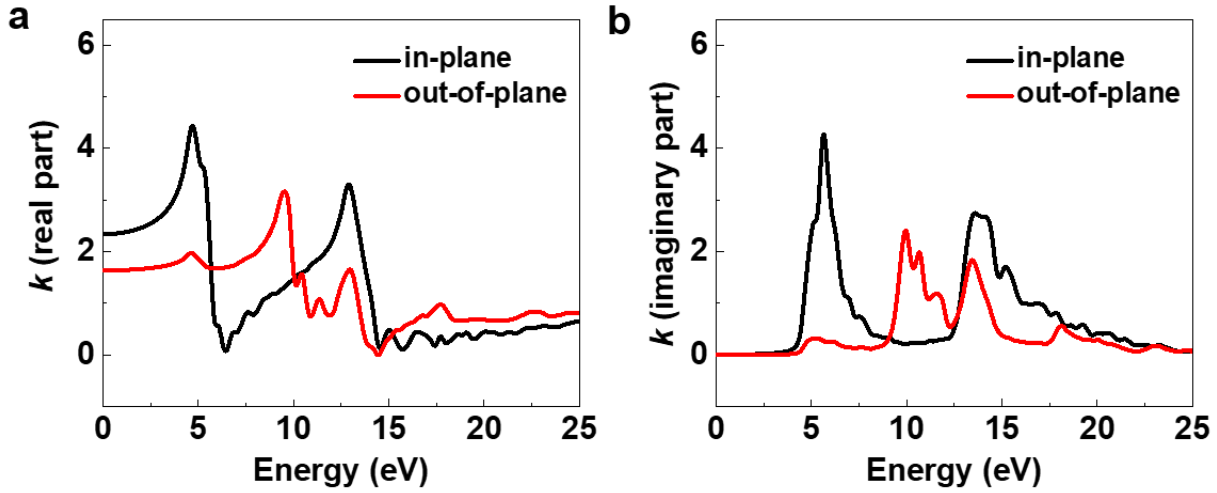 a
k (real part)
6
4
2
0
in-plane
out-of-plane
0 5 10 15 20 25
Energy (eV)
b
k (imaginary part)
6
4
2
0
in-plane
out-of-plane
0 5 10 15 20 25
Energy (eV)